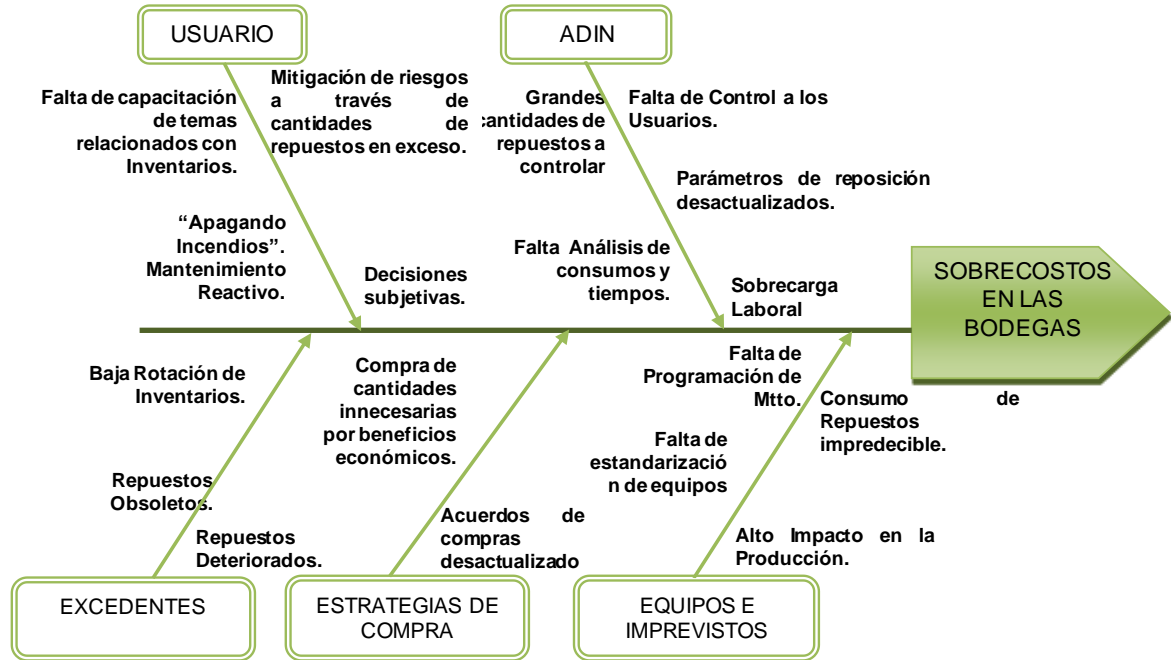 USUARIO
ADIN
Falta de capacitación
de temas
relacionados con
Inventarios.
Mitigación de riesgos
a través de
cantidades de
repuestos en exceso.
Grandes
cantidades de
repuestos a
controlar
Falta de Control a los
Usuarios.
Parámetros de reposición
desactualizados.
“Apagando
Incendios”.
Mantenimiento
Reactivo.
Decisiones
subjetivas.
Falta Análisis de
consumos y
tiempos.
Sobrecarga
Laboral
SOBRECOSTOS
EN LAS
BODEGAS
Baja Rotación de
Inventarios.
Compra de
cantidades
innecesarias
por beneficios
económicos.
Falta de
Programación de
Mtto.
Consumo de
Repuestos
impredecible.
Falta de
estandarizació
n de equipos
Repuestos
Obsoletos.
Repuestos
Deteriorados.
Acuerdos de
compras
desactualizado
Alto Impacto en la
Producción.
EXCEDENTES
ESTRATEGIAS DE
COMPRA
EQUIPOS E
IMPREVISTOS